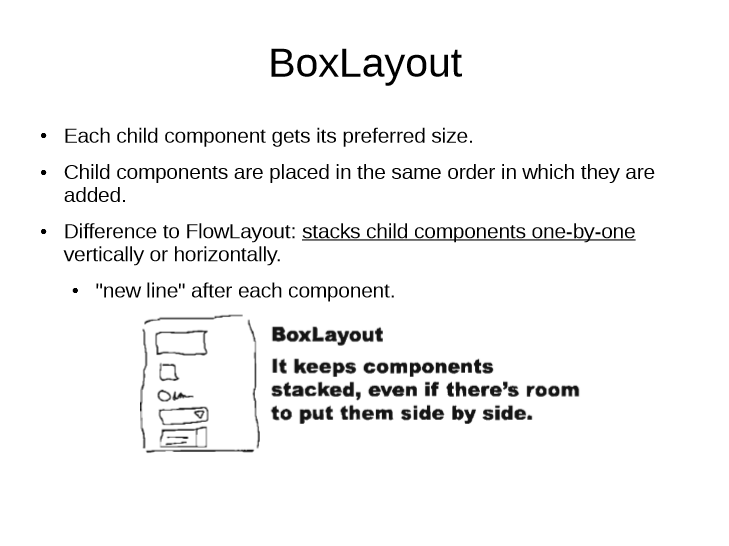 BoxLayout
• Each child component gets its preferred size.
• Child components are placed in the same order in which they are
added.
• Difference to FlowLayout: stacks child components one-by-one
vertically or horizontally.
• "new line" after each component.
BoxLayout
It keeps components
stacked, even if there's room
to put them side by side.